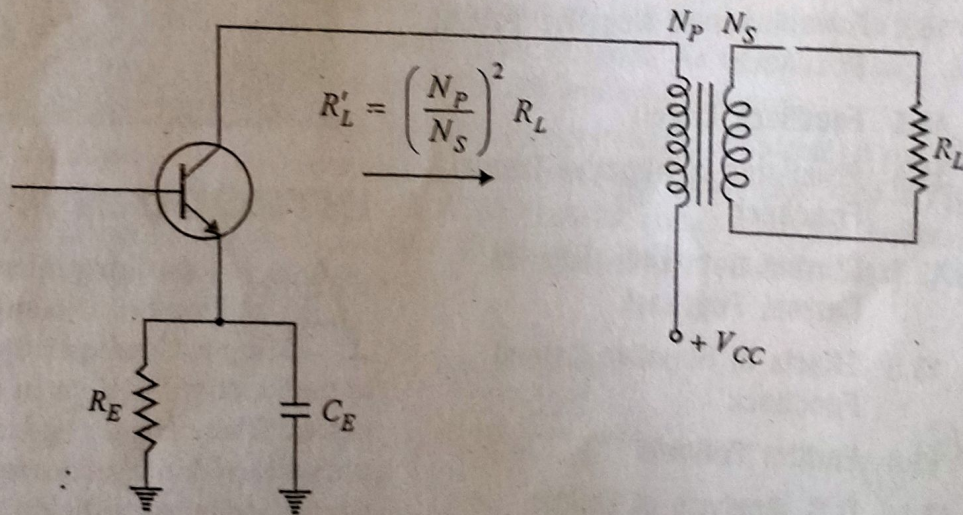 N_P N_S
R'_L = (N_P / N_S)^2 R_L
R_L
+ V_CC
R_E
C_E